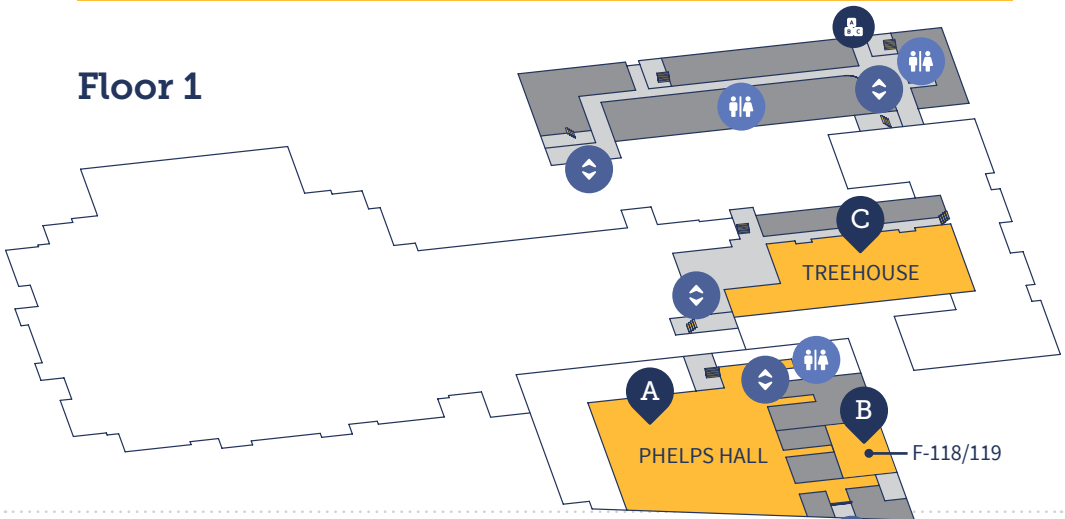 Floor 1
A
B C
C
TREEHOUSE
A
B
PHELPS HALL
F-118/119